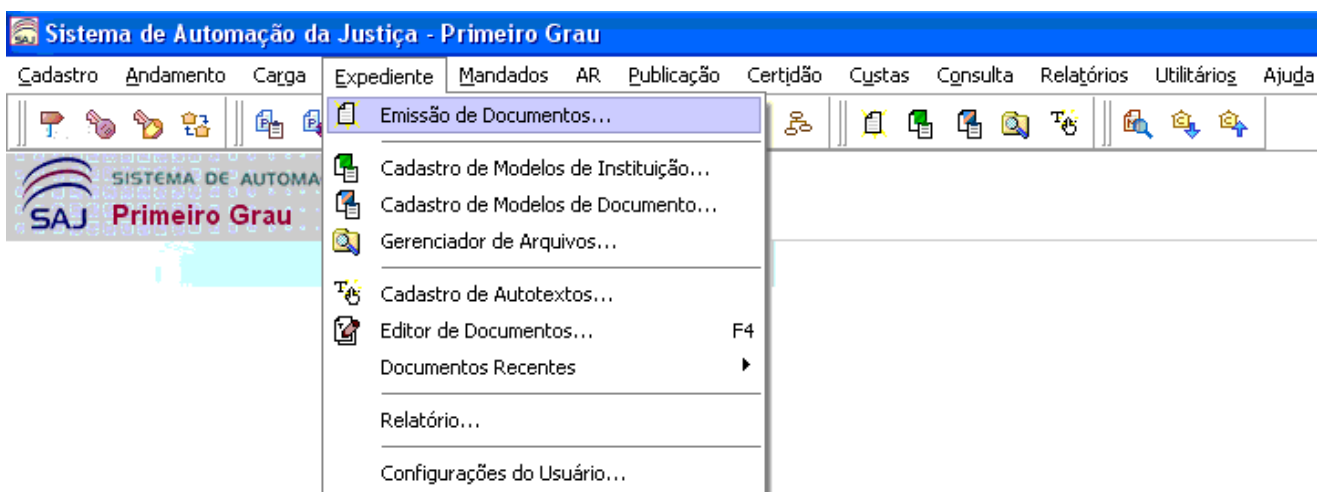 Sistema de Automação da Justiça - Primeiro Grau
Cadastro Andamento Carga Expediente Mandados AR Publicação Certidão Custas Consulta Relatórios Utilitários Ajuda
Emissão de Documentos...
SISTEMA DE AUTOMA
SAJ Primeiro Grau
Cadastro de Modelos de Instituição...
Cadastro de Modelos de Documento...
Gerenciador de Arquivos...
Cadastro de Autotextos...
Editor de Documentos... F4
Documentos Recentes
Relatório...
Configurações do Usuário...